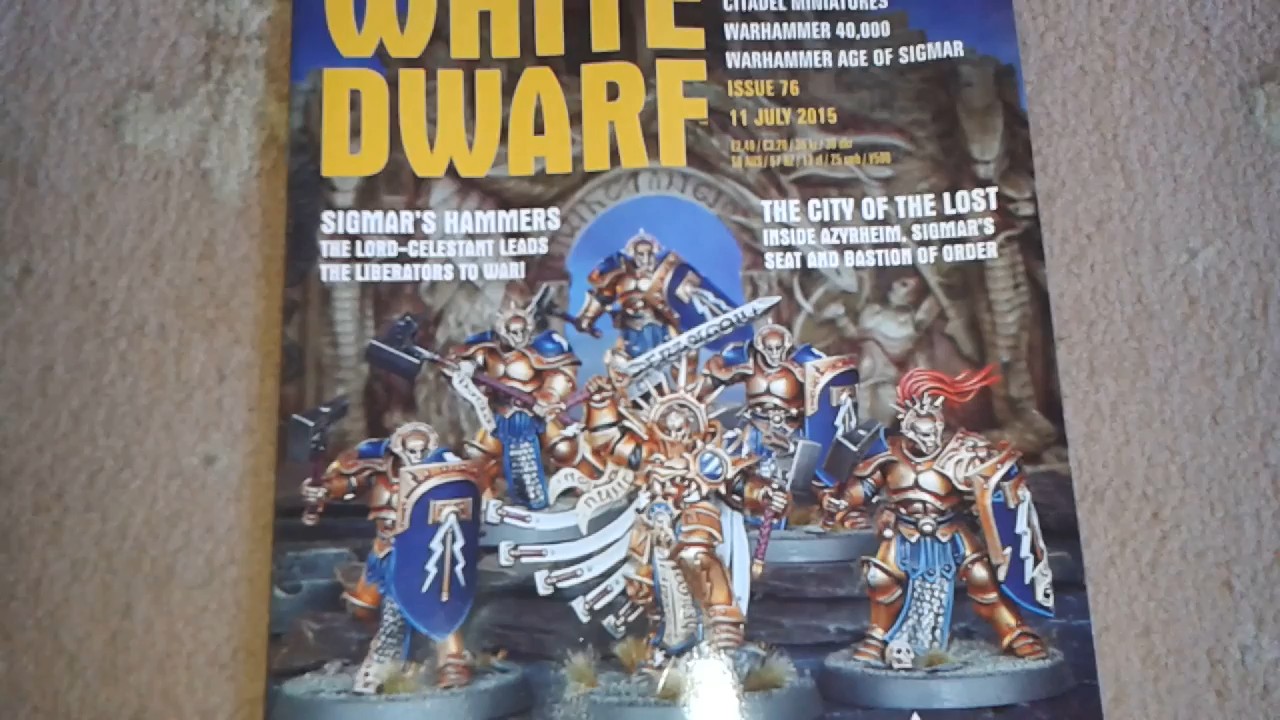 WHITE
DWARF
CITADEL MINIATURES
WARHAMMER 40,000
WARHAMMER AGE OF SIGMAR
ISSUE 76
11 JULY 2015
SIGMAR'S HAMMERS
THE LORD-CELESTANT LEADS
THE LIBERATORS TO WAR!
THE CITY OF THE LOST
INSIDE AZYRHEIM, SIGMAR'S
SEAT AND BASTION OF ORDER